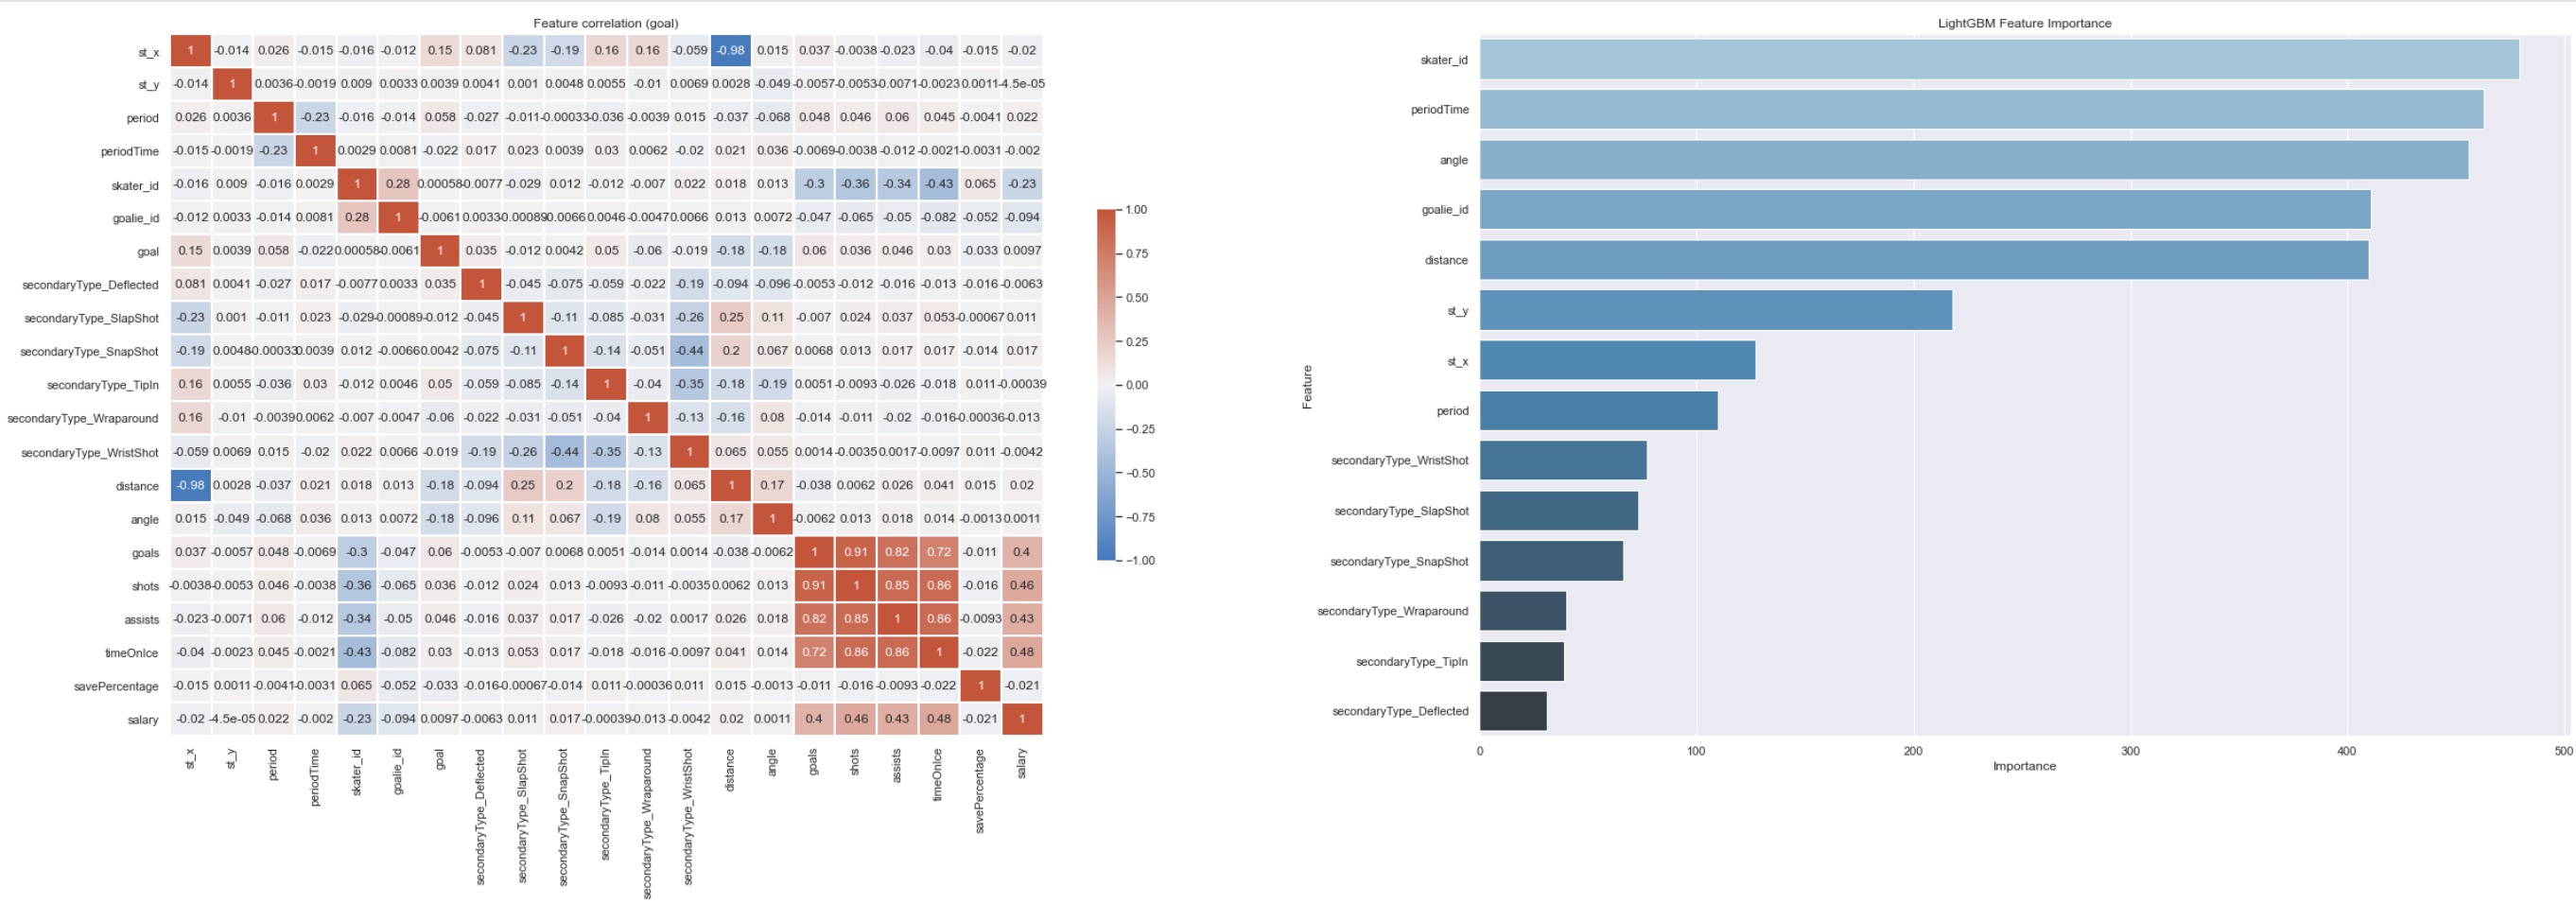 Feature correlation (goal)
st_x 1 -0.014 0.026 -0.015 -0.016 -0.012 0.15 0.081 -0.23 -0.19 0.16 0.16 -0.059 -0.98 0.015 0.037 -0.0038 -0.023 -0.04 -0.015 -0.02
st_y -0.014 1 0.0036 -0.0019 0.009 0.0033 0.0039 0.0041 0.001 0.0048 0.0055 -0.01 0.0069 0.0028 -0.049 -0.0057 -0.0053 -0.0071 -0.0023 0.0011 -4.5e-05
period 0.026 0.0036 1 -0.23 -0.016 -0.014 0.058 -0.027 -0.011 -0.00033 -0.036 -0.0039 0.015 -0.037 -0.068 0.048 0.046 0.06 0.045 -0.0041 0.022
periodTime -0.015 -0.0019 -0.23 1 0.0029 0.0081 -0.022 0.017 0.023 0.0039 0.03 0.0062 -0.02 0.021 0.036 -0.0069 -0.0038 -0.012 -0.0021 -0.0031 -0.002
skater_id -0.016 0.009 -0.016 0.0029 1 0.28 0.00058 -0.0077 -0.029 0.012 -0.012 -0.007 0.022 0.018 0.013 -0.3 -0.36 -0.34 -0.43 0.065 -0.23
goalie_id -0.012 0.0033 -0.014 0.0081 0.28 1 -0.0061 0.0033 -0.00089 -0.0066 0.0046 -0.0047 0.0066 0.013 0.0072 -0.047 -0.065 -0.05 -0.082 -0.052 -0.094
goal 0.15 0.0039 0.058 -0.022 0.00058 -0.0061 1 0.035 -0.012 0.0042 0.05 -0.06 -0.019 -0.18 -0.18 0.06 0.036 0.046 0.03 -0.033 0.0097
secondaryType_Deflected 0.081 0.0041 -0.027 0.017 -0.0077 0.0033 0.035 1 -0.045 -0.075 -0.059 -0.022 -0.19 -0.094 -0.096 -0.0053 -0.012 -0.016 -0.013 -0.016 -0.0063
secondaryType_SlapShot -0.23 0.001 -0.011 0.023 -0.029 -0.00089 -0.012 -0.045 1 -0.11 -0.085 -0.031 -0.26 0.25 0.11 -0.007 0.024 0.037 0.053 -0.00067 0.011
secondaryType_SnapShot -0.19 0.0048 -0.00033 0.0039 0.012 -0.0066 0.0042 -0.075 -0.11 1 -0.14 -0.051 -0.44 0.2 0.067 0.0068 0.013 0.017 0.017 -0.014 0.017
secondaryType_TipIn 0.16 0.0055 -0.036 0.03 -0.012 0.0046 0.05 -0.059 -0.085 -0.14 1 -0.04 -0.35 -0.18 -0.19 0.0051 -0.0093 -0.026 -0.018 0.011 -0.00039
secondaryType_Wraparound 0.16 -0.01 -0.0039 0.0062 -0.007 -0.0047 -0.06 -0.022 -0.031 -0.051 -0.04 1 -0.13 -0.16 0.08 -0.014 -0.011 -0.02 -0.016 -0.00036 -0.013
secondaryType_WristShot -0.059 0.0069 0.015 -0.02 0.022 0.0066 -0.019 -0.19 -0.26 -0.44 -0.35 -0.13 1 0.065 0.055 0.0014 -0.0035 0.0017 -0.0097 0.011 -0.0042
distance -0.98 0.0028 -0.037 0.021 0.018 0.013 -0.18 -0.094 0.25 0.2 -0.18 -0.16 0.065 1 0.17 -0.038 0.0062 0.026 0.041 0.015 0.02
angle 0.015 -0.049 -0.068 0.036 0.013 0.0072 -0.18 -0.096 0.11 0.067 -0.19 0.08 0.055 0.17 1 -0.0062 0.013 0.018 0.014 -0.0013 0.0011
goals 0.037 -0.0057 0.048 -0.0069 -0.3 -0.047 0.06 -0.0053 -0.007 0.0068 0.0051 -0.014 0.0014 -0.038 -0.0062 1 0.91 0.82 0.72 -0.011 0.4
shots -0.0038 -0.0053 0.046 -0.0038 -0.36 -0.065 0.036 -0.012 0.024 0.013 -0.0093 -0.011 -0.0035 0.0062 0.013 0.91 1 0.85 0.86 -0.016 0.46
assists -0.023 -0.0071 0.06 -0.012 -0.34 -0.05 0.046 -0.016 0.037 0.017 -0.026 -0.02 0.0017 0.026 0.018 0.82 0.85 1 0.86 -0.0093 0.43
timeOnIce -0.04 -0.0023 0.045 -0.0021 -0.43 -0.082 0.03 -0.013 0.053 0.017 -0.018 -0.016 -0.0097 0.041 0.014 0.72 0.86 0.86 1 -0.022 0.48
savePercentage -0.015 0.0011 -0.0041 -0.0031 0.065 -0.052 -0.033 -0.016 -0.00067 -0.014 0.011 -0.00036 0.011 0.015 -0.0013 -0.011 -0.016 -0.0093 -0.022 1 -0.021
salary -0.02 -4.5e-05 0.022 -0.002 -0.23 -0.094 0.0097 -0.0063 0.011 0.017 -0.00039 -0.013 -0.0042 0.02 0.0011 0.4 0.46 0.43 0.48 -0.021 1
st_x
st_y
period
periodTime
skater_id
goalie_id
goal
secondaryType_Deflected
secondaryType_SlapShot
secondaryType_SnapShot
secondaryType_TipIn
secondaryType_Wraparound
secondaryType_WristShot
distance
angle
goals
shots
assists
timeOnIce
savePercentage
salary
1.00
0.75
0.50
0.25
0.00
−0.25
−0.50
−0.75
−1.00
LightGBM Feature Importance
Feature
skater_id
periodTime
angle
goalie_id
distance
st_y
st_x
period
secondaryType_WristShot
secondaryType_SlapShot
secondaryType_SnapShot
secondaryType_Wraparound
secondaryType_TipIn
secondaryType_Deflected
0 100 200 300 400 500
Importance